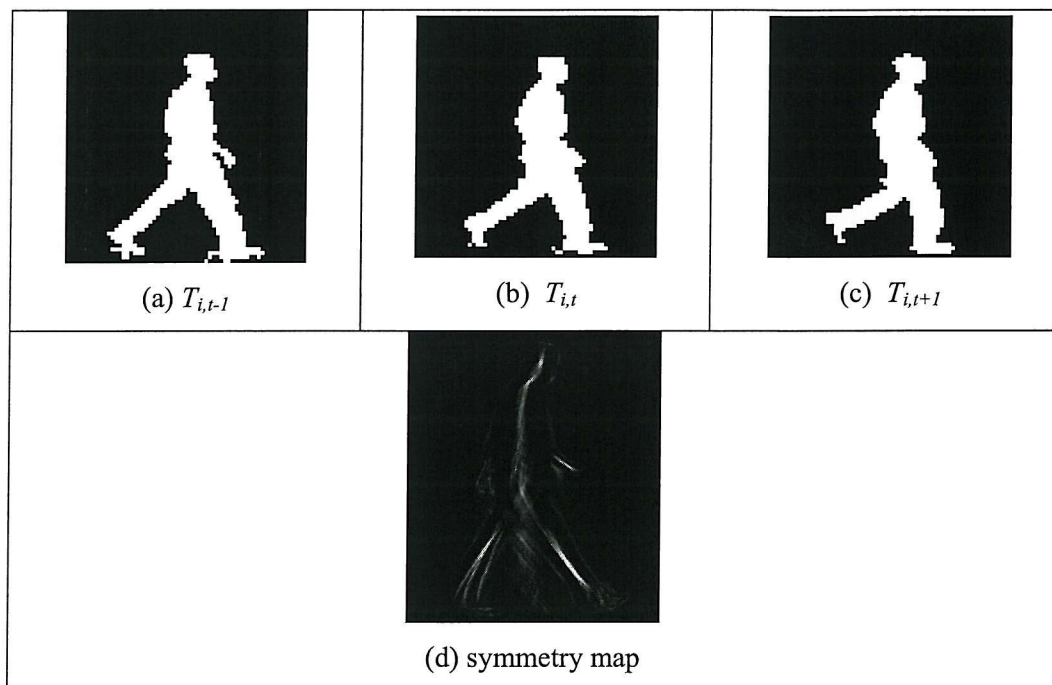 (a) T_{i,t-1}
(b) T_{i,t}
(c) T_{i,t+1}
(d) symmetry map